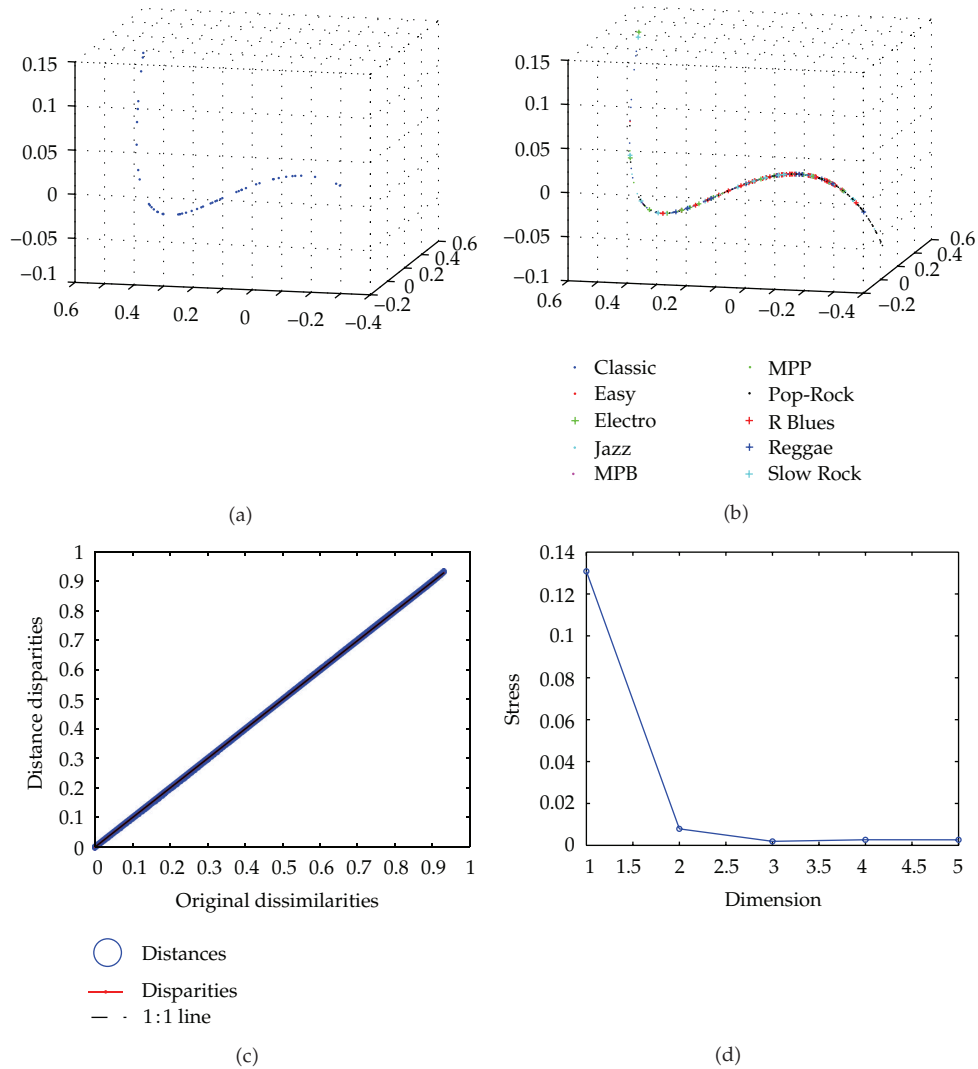 0.15
0.1
0.05
0
−0.05
−0.1
0.6 0.4 0.2 0 −0.2 −0.4
−0.2
0
0.2
0.4
0.6
(a)
0.15
0.1
0.05
0
−0.05
−0.1
0.6 0.4 0.2 0 −0.2 −0.4
−0.2
0
0.2
0.4
0.6
Classic
Easy
Electro
Jazz
MPB
MPP
Pop-Rock
R Blues
Reggae
Slow Rock
(b)
1
0.9
0.8
0.7
0.6
0.5
0.4
0.3
0.2
0.1
0
0 0.1 0.2 0.3 0.4 0.5 0.6 0.7 0.8 0.9 1
Distance disparities
Original dissimilarities
Distances
Disparities
1:1 line
(c)
0.14
0.12
0.1
0.08
0.06
0.04
0.02
0
1 1.5 2 2.5 3 3.5 4 4.5 5
Stress
Dimension
(d)